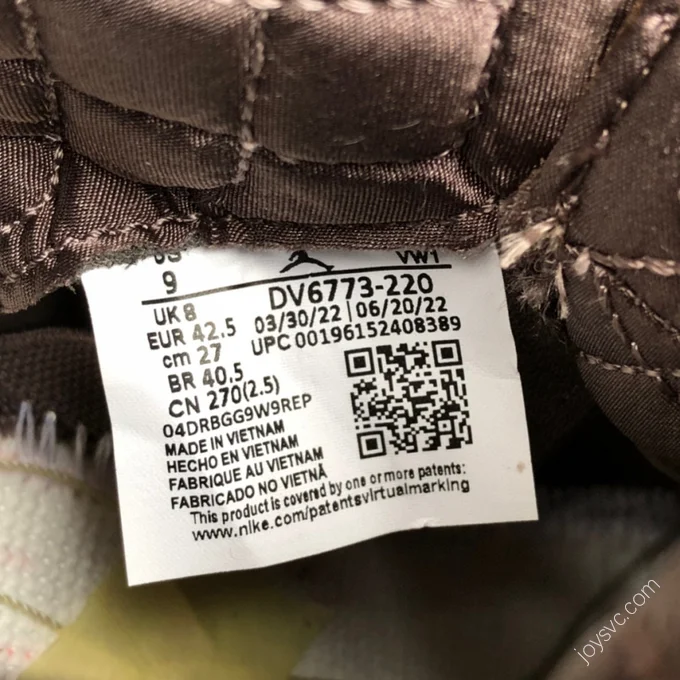 US
VW1
9
UK 8
EUR 42.5
cm 27
BR 40.5
CN 270(2.5)
DV6773-220
03/30/22 | 06/20/22
UPC 00196152408389
04DRBGG9W9REP
MADE IN VIETNAM
HECHO EN VIETNAM
FABRIQUE AU VIETNAM
FABRICADO NO VIETNÃ
This product is covered by one or more patents:
www.nike.com/patentsvirtualmarking
joysvc.com